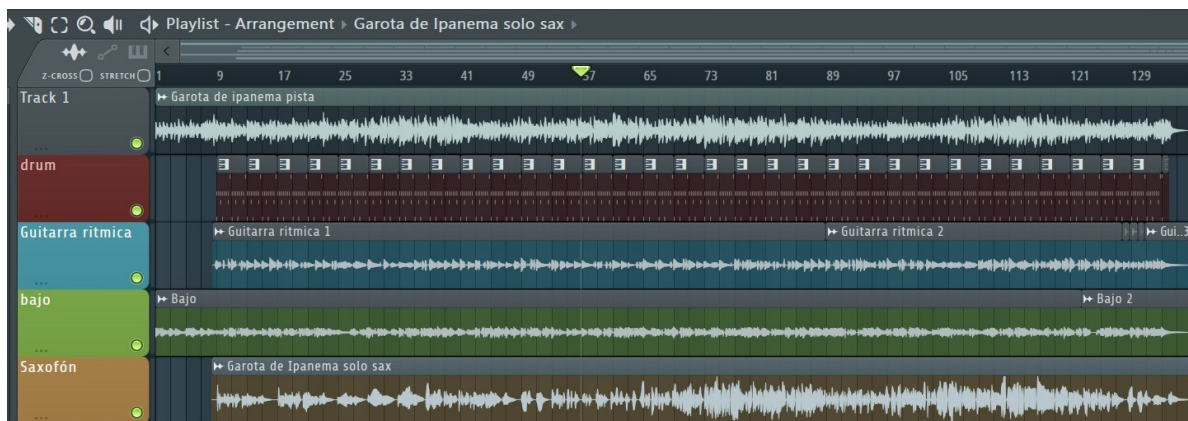 Playlist - Arrangement ▸ Garota de Ipanema solo sax ▸
Z-CROSS STRETCH
1 9 17 25 33 41 49 57 65 73 81 89 97 105 113 121 129
Track 1
Garota de ipanema pista
drum
Guitarra ritmica
Guitarra ritmica 1
Guitarra ritmica 2
Gui..3
bajo
Bajo
Bajo 2
Saxofón
Garota de Ipanema solo sax